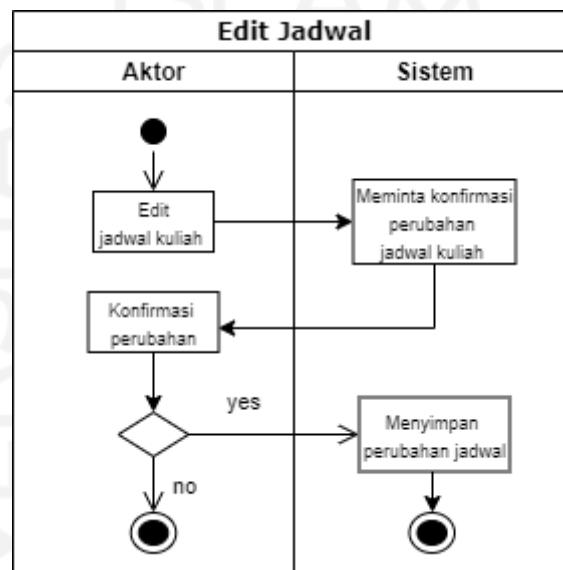 Edit Jadwal
Aktor
Sistem
Edit
jadwal kuliah
Meminta konfirmasi
perubahan
jadwal kuliah
Konfirmasi
perubahan
yes
Menyimpan
perubahan jadwal
no